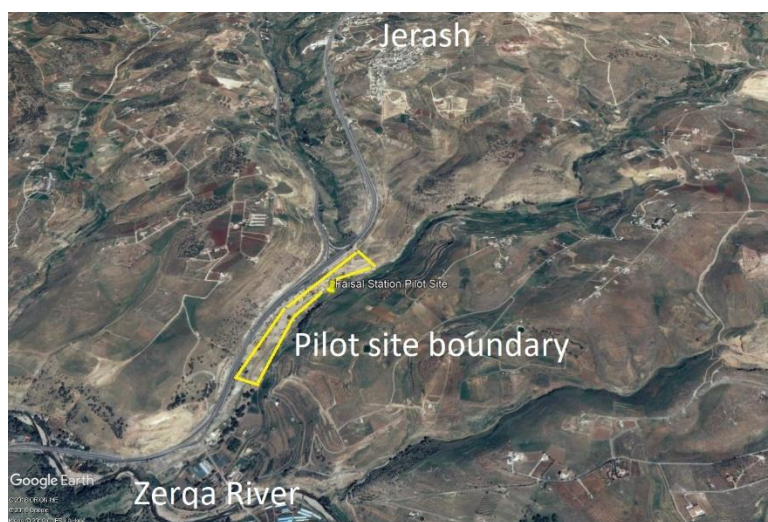 Jerash
Faisal Station Pilot Site
Pilot site boundary
Google Earth
Zerqa River